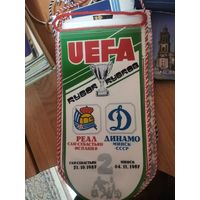 UEFA
КУБОК КУБКОВ
РЕАЛ
САН СЕБАСТЬЯН
ИСПАНИЯ
Д
ДИНАМО
МИНСК
СССР
САН СЕБАСТЬЯН
21.10.1987
МИНСК
04.11.1987
2